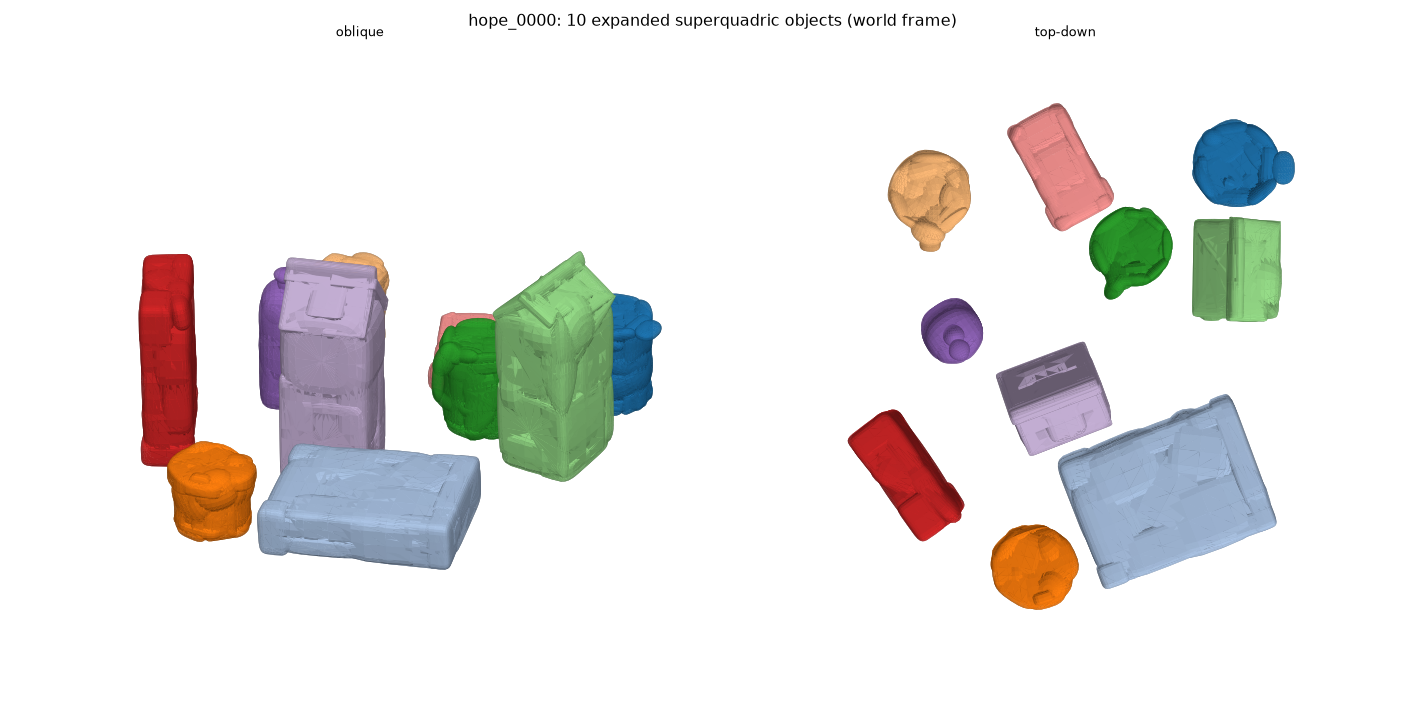 hope_0000: 10 expanded superquadric objects (world frame)
oblique
top-down